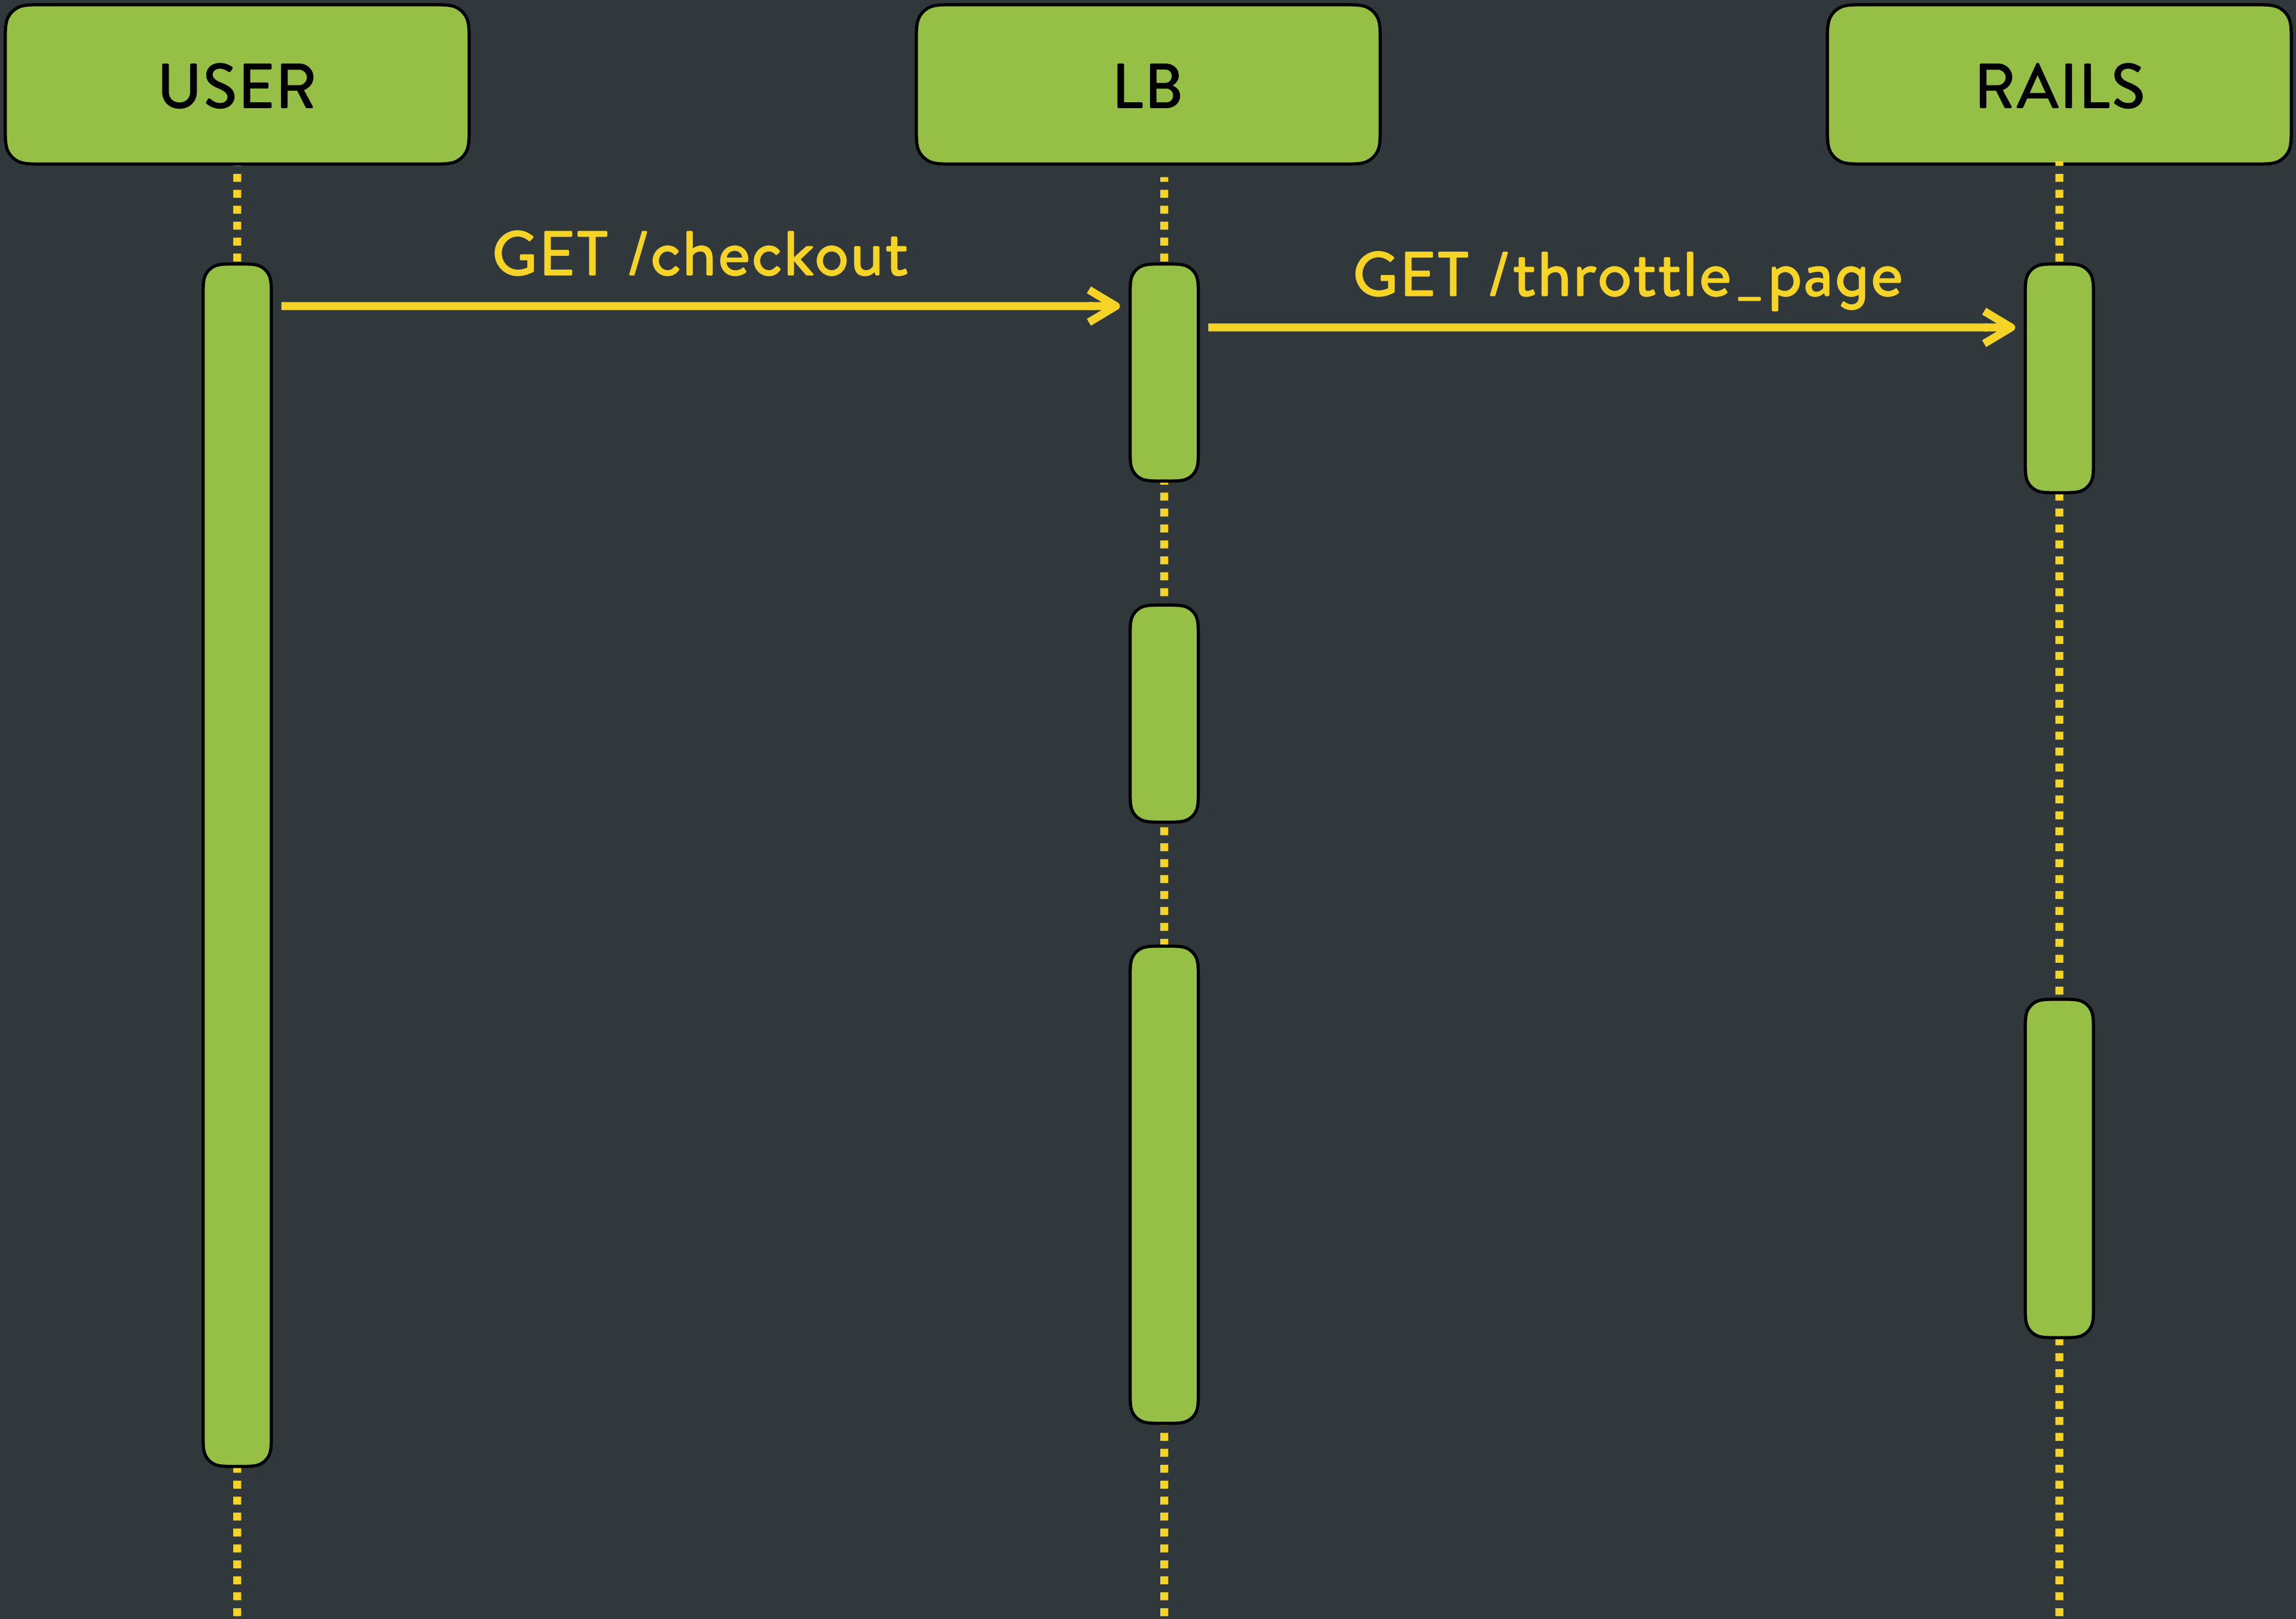 USER
LB
RAILS
GET /checkout
GET /throttle_page